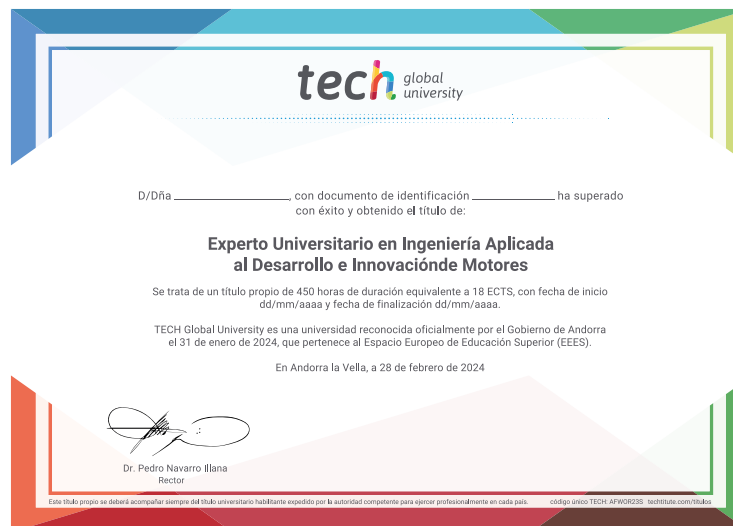 tech global university
D/Dña ____________, con documento de identificación ____________ ha superado
con éxito y obtenido el título de:
Experto Universitario en Ingeniería Aplicada
al Desarrollo e Innovaciónde Motores
Se trata de un título propio de 450 horas de duración equivalente a 18 ECTS, con fecha de inicio
dd/mm/aaaa y fecha de finalización dd/mm/aaaa.
TECH Global University es una universidad reconocida oficialmente por el Gobierno de Andorra
el 31 de enero de 2024, que pertenece al Espacio Europeo de Educación Superior (EEES).
En Andorra la Vella, a 28 de febrero de 2024
Dr. Pedro Navarro Illana
Rector
Este título propio se deberá acompañar siempre del título universitario habilitante expedido por la autoridad competente para ejercer profesionalmente en cada país. código único TECH: AFWOR23S techtitute.com/titulos